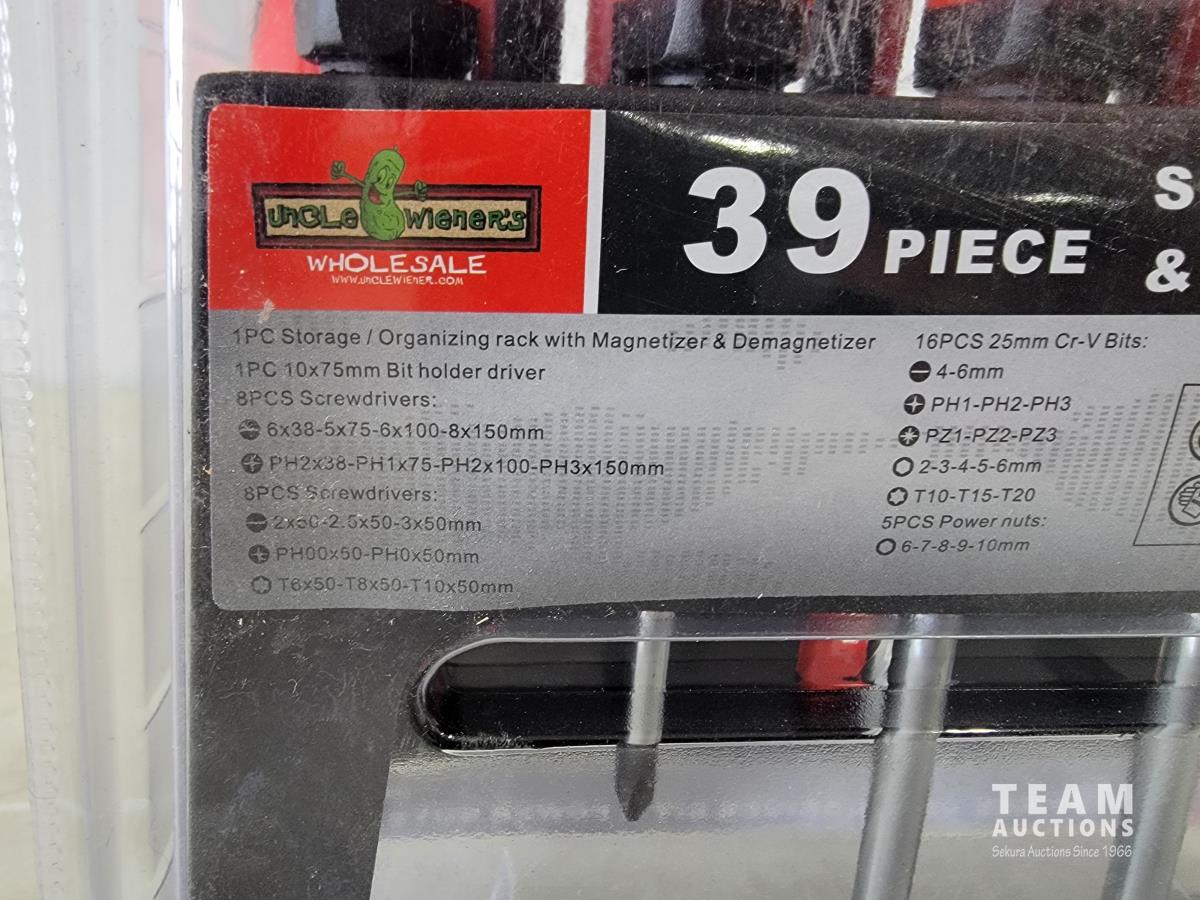 UNCLE WIENER'S
WHOLESALE
WWW.UNCLEWIENER.COM
39 PIECE
S
&
1PC Storage / Organizing rack with Magnetizer & Demagnetizer
1PC 10x75mm Bit holder driver
8PCS Screwdrivers:
6x38-5x75-6x100-8x150mm
PH2x38-PH1x75-PH2x100-PH3x150mm
8PCS Screwdrivers:
2x50-2.5x50-3x50mm
PH00x50-PH0x50mm
T6x50-T8x50-T10x50mm
16PCS 25mm Cr-V Bits:
4-6mm
PH1-PH2-PH3
PZ1-PZ2-PZ3
2-3-4-5-6mm
T10-T15-T20
5PCS Power nuts:
6-7-8-9-10mm
TEAM
AUCTIONS
Sekura Auctions Since 1966